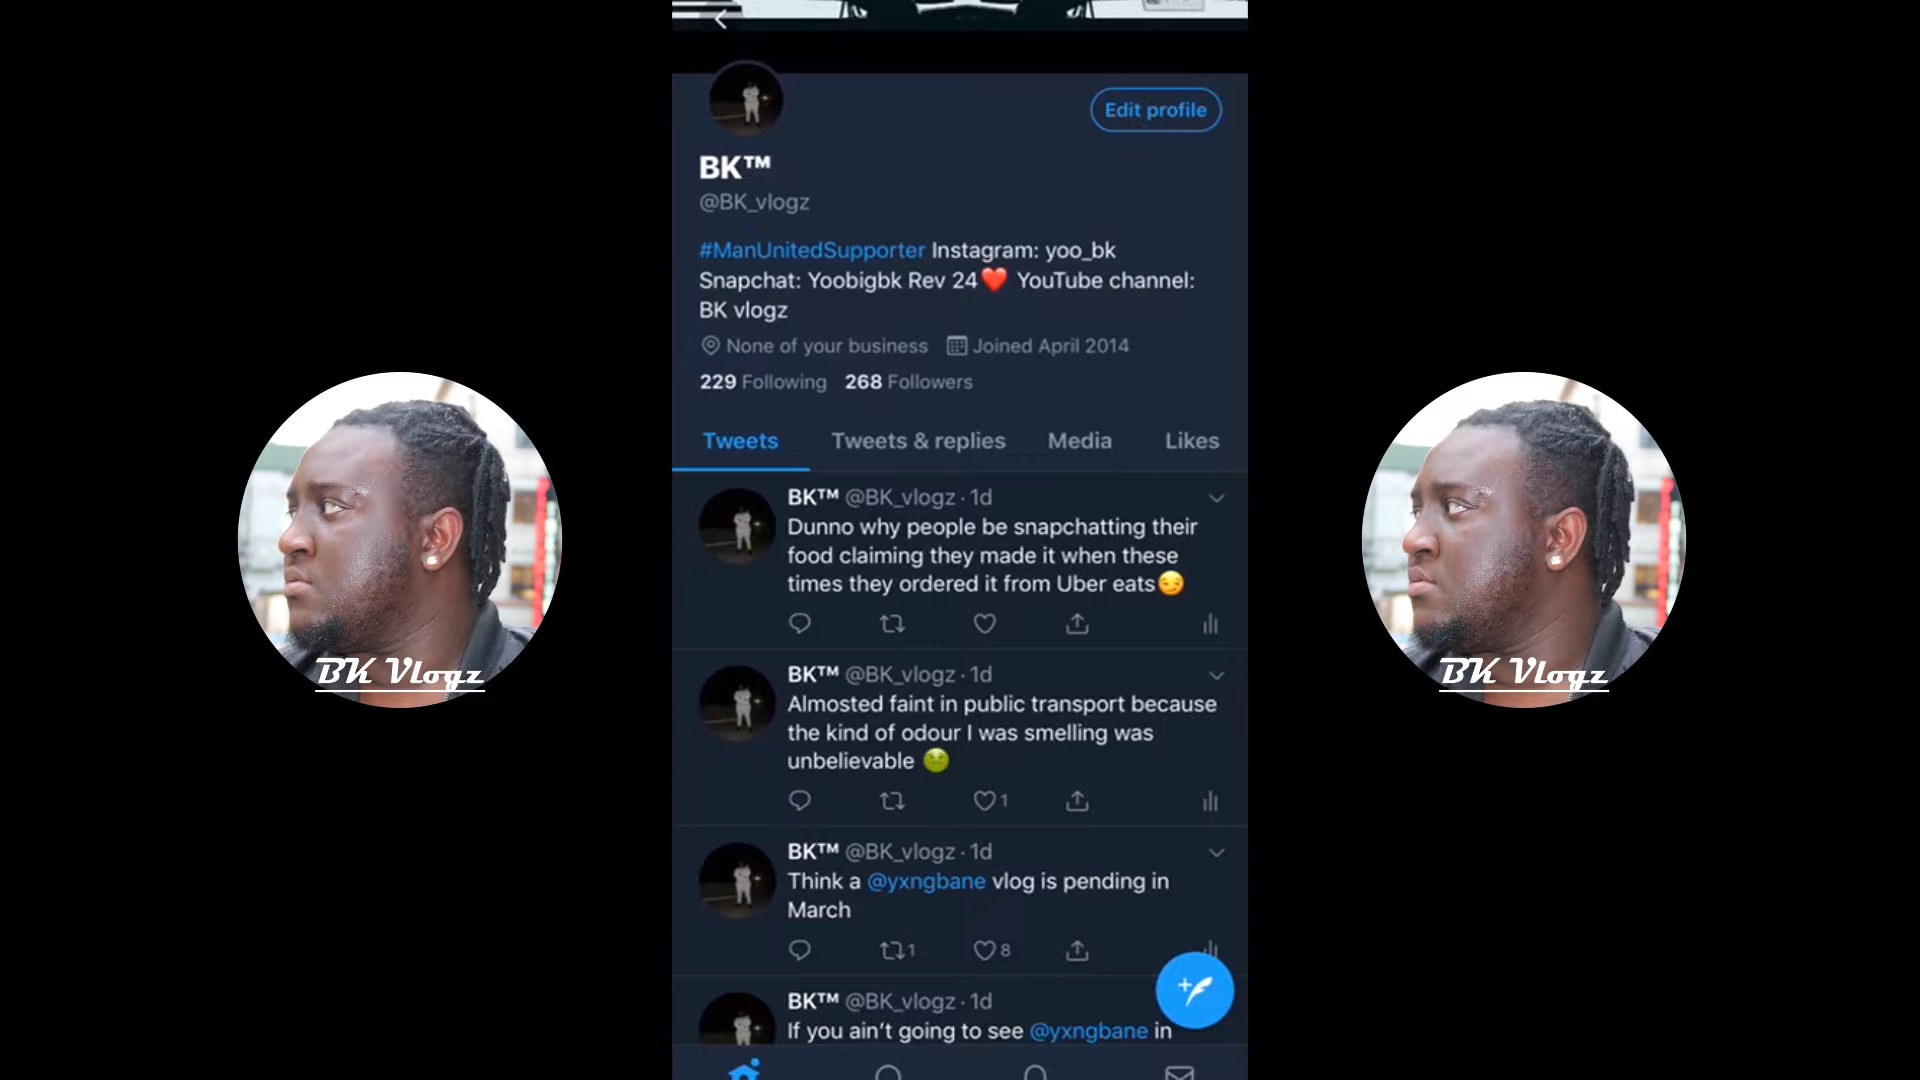 Edit profile
BK™
@BK_vlogz
#ManUnitedSupporter Instagram: yoo_bk
Snapchat: Yoobigbk Rev 24❤️ YouTube channel:
BK vlogz
None of your business Joined April 2014
229 Following 268 Followers
Tweets Tweets & replies Media Likes
BK™ @BK_vlogz · 1d
Dunno why people be snapchatting their
food claiming they made it when these
times they ordered it from Uber eats😏
BK™ @BK_vlogz · 1d
Almosted faint in public transport because
the kind of odour I was smelling was
unbelievable 🤢
1
BK™ @BK_vlogz · 1d
Think a @yxngbane vlog is pending in
March
1 8
BK™ @BK_vlogz · 1d
If you ain't going to see @yxngbane in
BK Vlogz
BK Vlogz